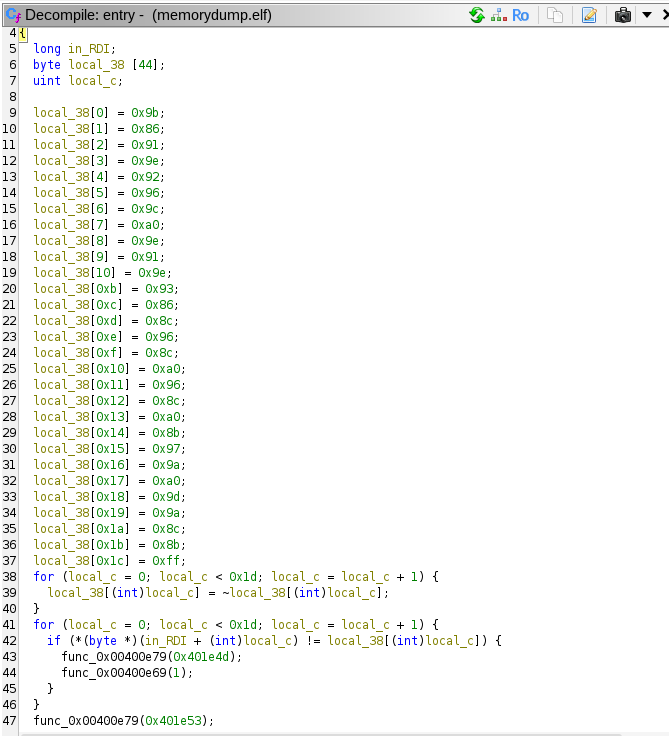 Decompile: entry - (memorydump.elf)
Ro
4 {
5 long in_RDI;
6 byte local_38 [44];
7 uint local_c;
8
9 local_38[0] = 0x9b;
10 local_38[1] = 0x86;
11 local_38[2] = 0x91;
12 local_38[3] = 0x9e;
13 local_38[4] = 0x92;
14 local_38[5] = 0x96;
15 local_38[6] = 0x9c;
16 local_38[7] = 0xa0;
17 local_38[8] = 0x9e;
18 local_38[9] = 0x91;
19 local_38[10] = 0x9e;
20 local_38[0xb] = 0x93;
21 local_38[0xc] = 0x86;
22 local_38[0xd] = 0x8c;
23 local_38[0xe] = 0x96;
24 local_38[0xf] = 0x8c;
25 local_38[0x10] = 0xa0;
26 local_38[0x11] = 0x96;
27 local_38[0x12] = 0x8c;
28 local_38[0x13] = 0xa0;
29 local_38[0x14] = 0x8b;
30 local_38[0x15] = 0x97;
31 local_38[0x16] = 0x9a;
32 local_38[0x17] = 0xa0;
33 local_38[0x18] = 0x9d;
34 local_38[0x19] = 0x9a;
35 local_38[0x1a] = 0x8c;
36 local_38[0x1b] = 0x8b;
37 local_38[0x1c] = 0xff;
38 for (local_c = 0; local_c < 0x1d; local_c = local_c + 1) {
39 local_38[(int)local_c] = ~local_38[(int)local_c];
40 }
41 for (local_c = 0; local_c < 0x1d; local_c = local_c + 1) {
42 if (*(byte *)(in_RDI + (int)local_c) != local_38[(int)local_c]) {
43 func_0x00400e79(0x401e4d);
44 func_0x00400e69(1);
45 }
46 }
47 func_0x00400e79(0x401e53);